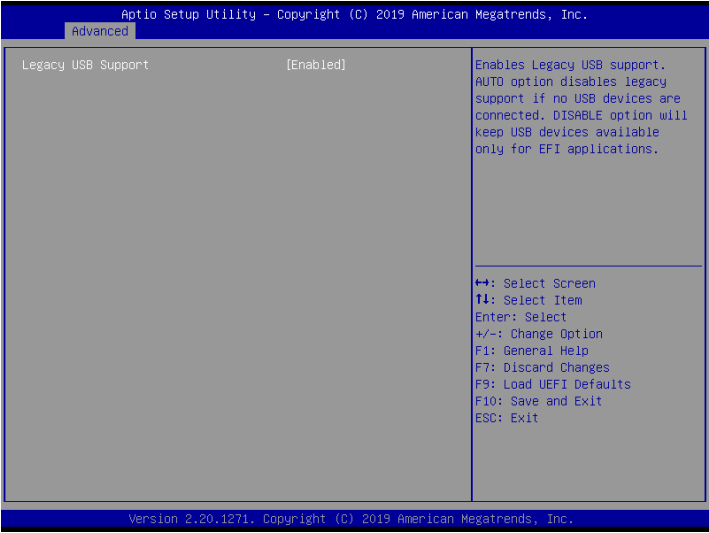 Aptio Setup Utility – Copyright (C) 2019 American Megatrends, Inc.
Advanced
Legacy USB Support [Enabled]
Enables Legacy USB support.
AUTO option disables legacy
support if no USB devices are
connected. DISABLE option will
keep USB devices available
only for EFI applications.
↔: Select Screen
↑↓: Select Item
Enter: Select
+/-: Change Option
F1: General Help
F7: Discard Changes
F9: Load UEFI Defaults
F10: Save and Exit
ESC: Exit
Version 2.20.1271. Copyright (C) 2019 American Megatrends, Inc.